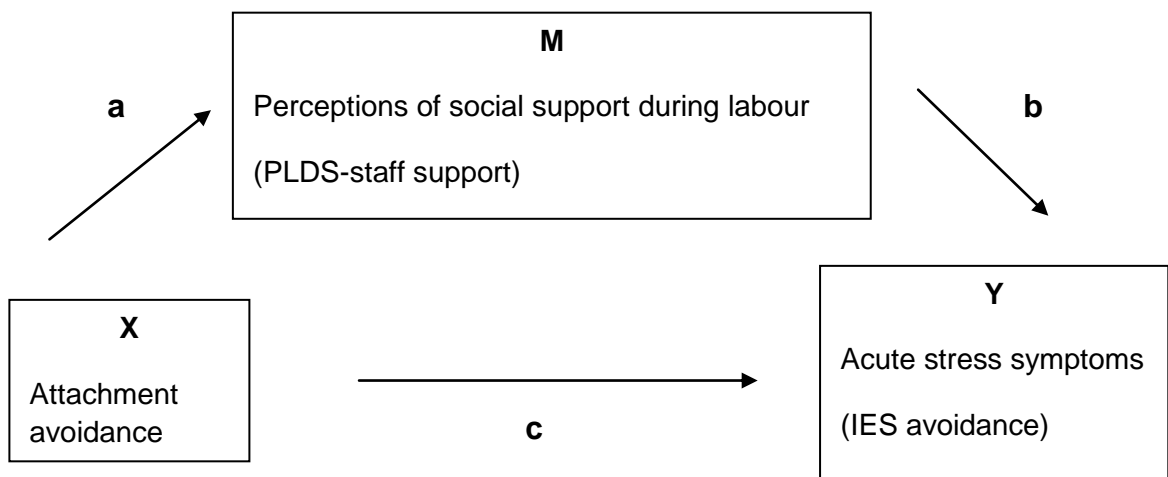 M
Perceptions of social support during labour
(PLDS-staff support)
a
b
X
Attachment
avoidance
c
Y
Acute stress symptoms
(IES avoidance)